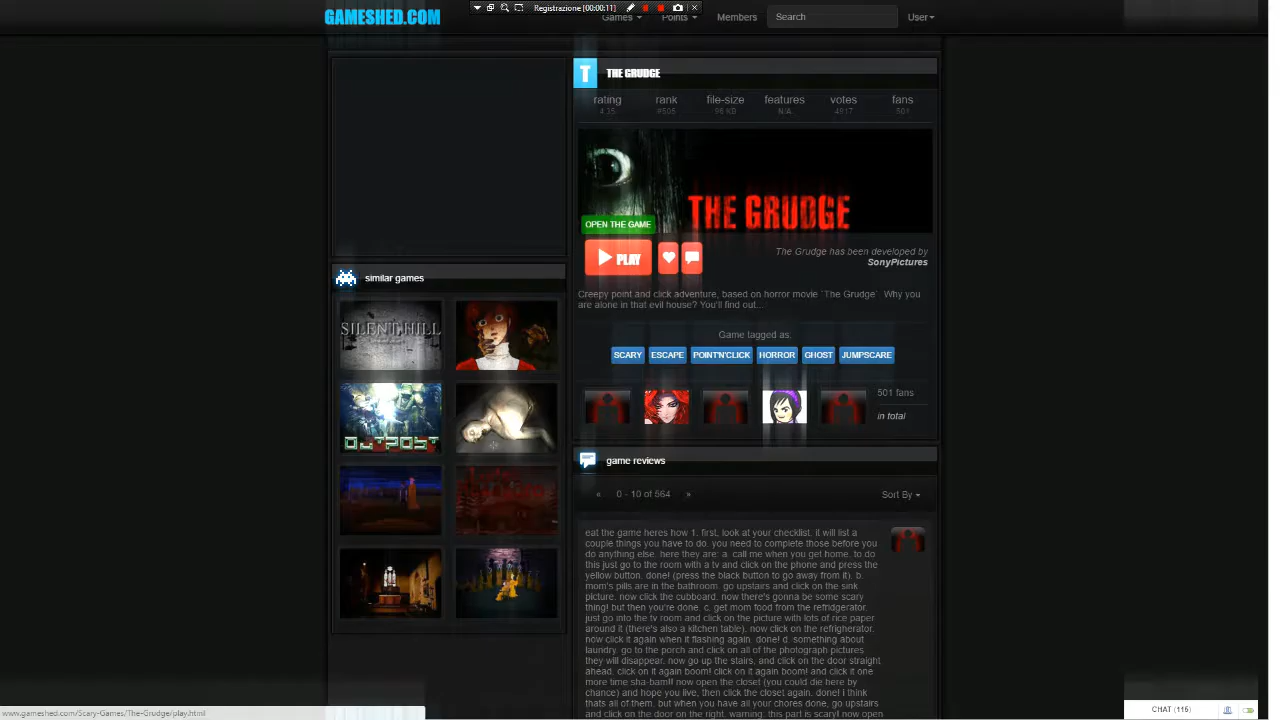 GAMESHED.COM
Registrazione [00:00:11]
Games
Points
Members
Search
User
T
THE GRUDGE
rating
rank
file-size
features
votes
fans
4.35
#505
96 KB
N/A
4817
501
THE GRUDGE
OPEN THE GAME
PLAY
The Grudge has been developed by
SonyPictures
Creepy point and click adventure, based on horror movie `The Grudge`. Why you
are alone in that evil house? You'll find out...
Game tagged as:
SCARY
ESCAPE
POINT'N'CLICK
HORROR
GHOST
JUMPSCARE
501 fans
in total
similar games
SILENT HILL
OUTPOST
game reviews
« 0 - 10 of 564 »
Sort By
eat the game heres how 1. first, look at your checklist. it will list a
couple things you have to do. you need to complete those before you
do anything else. here they are: a. call me when you get home. to do
this just go to the room with a tv and click on the phone and press the
yellow button. done! (press the black button to go away from it). b.
mom's pills are in the bathroom. go upstairs and click on the sink
picture. now click the cubboard. now there's gonna be some scary
thing! but then you're done. c. get mom food from the refridgerator.
just go into the tv room and click on the picture with lots of rice paper
around it (there's also a kitchen table). now click on the refrigherator.
now click it again when it flashing again. done! d. something about
laundry. go to the porch and click on all of the photograph pictures
they will disappear. now go up the stairs, and click on the door straight
ahead. click on it again boom! click on it again boom! and click it one
more time sha-bam!! now open the closet (you could die here by
chance) and hope you live, then click the closet again. done! i think
thats all of them. but when you have all your chores done, go upstairs
and click on the door on the right. warning: this part is scary! now open
www.gameshed.com/Scary-Games/The-Grudge/play.html
CHAT (115)